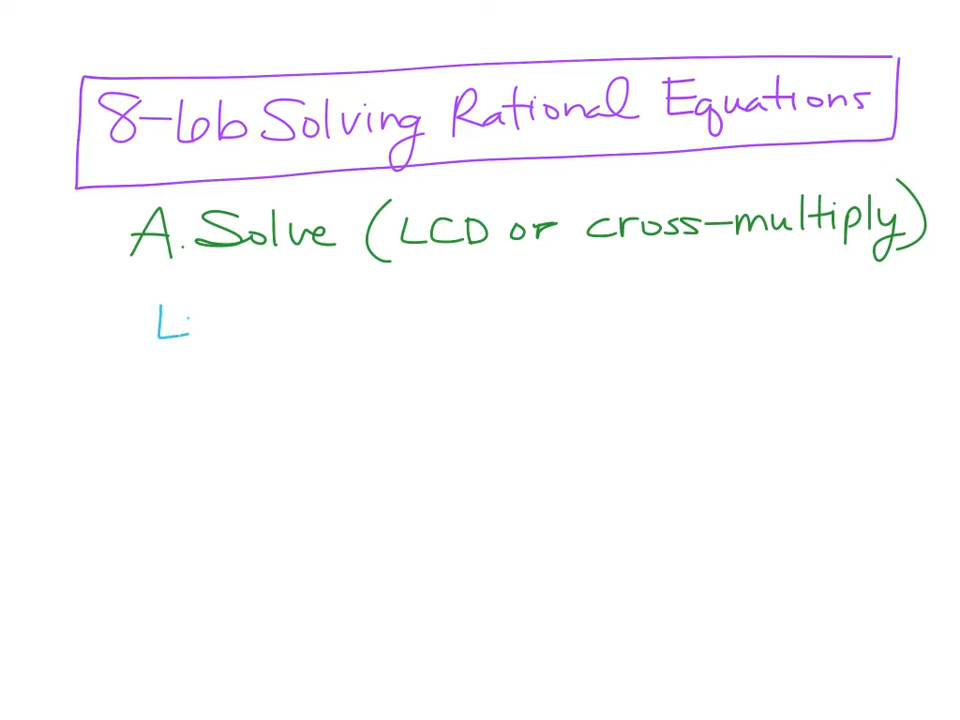 8-6b Solving Rational Equations
A. Solve (LCD or cross-multiply)
L